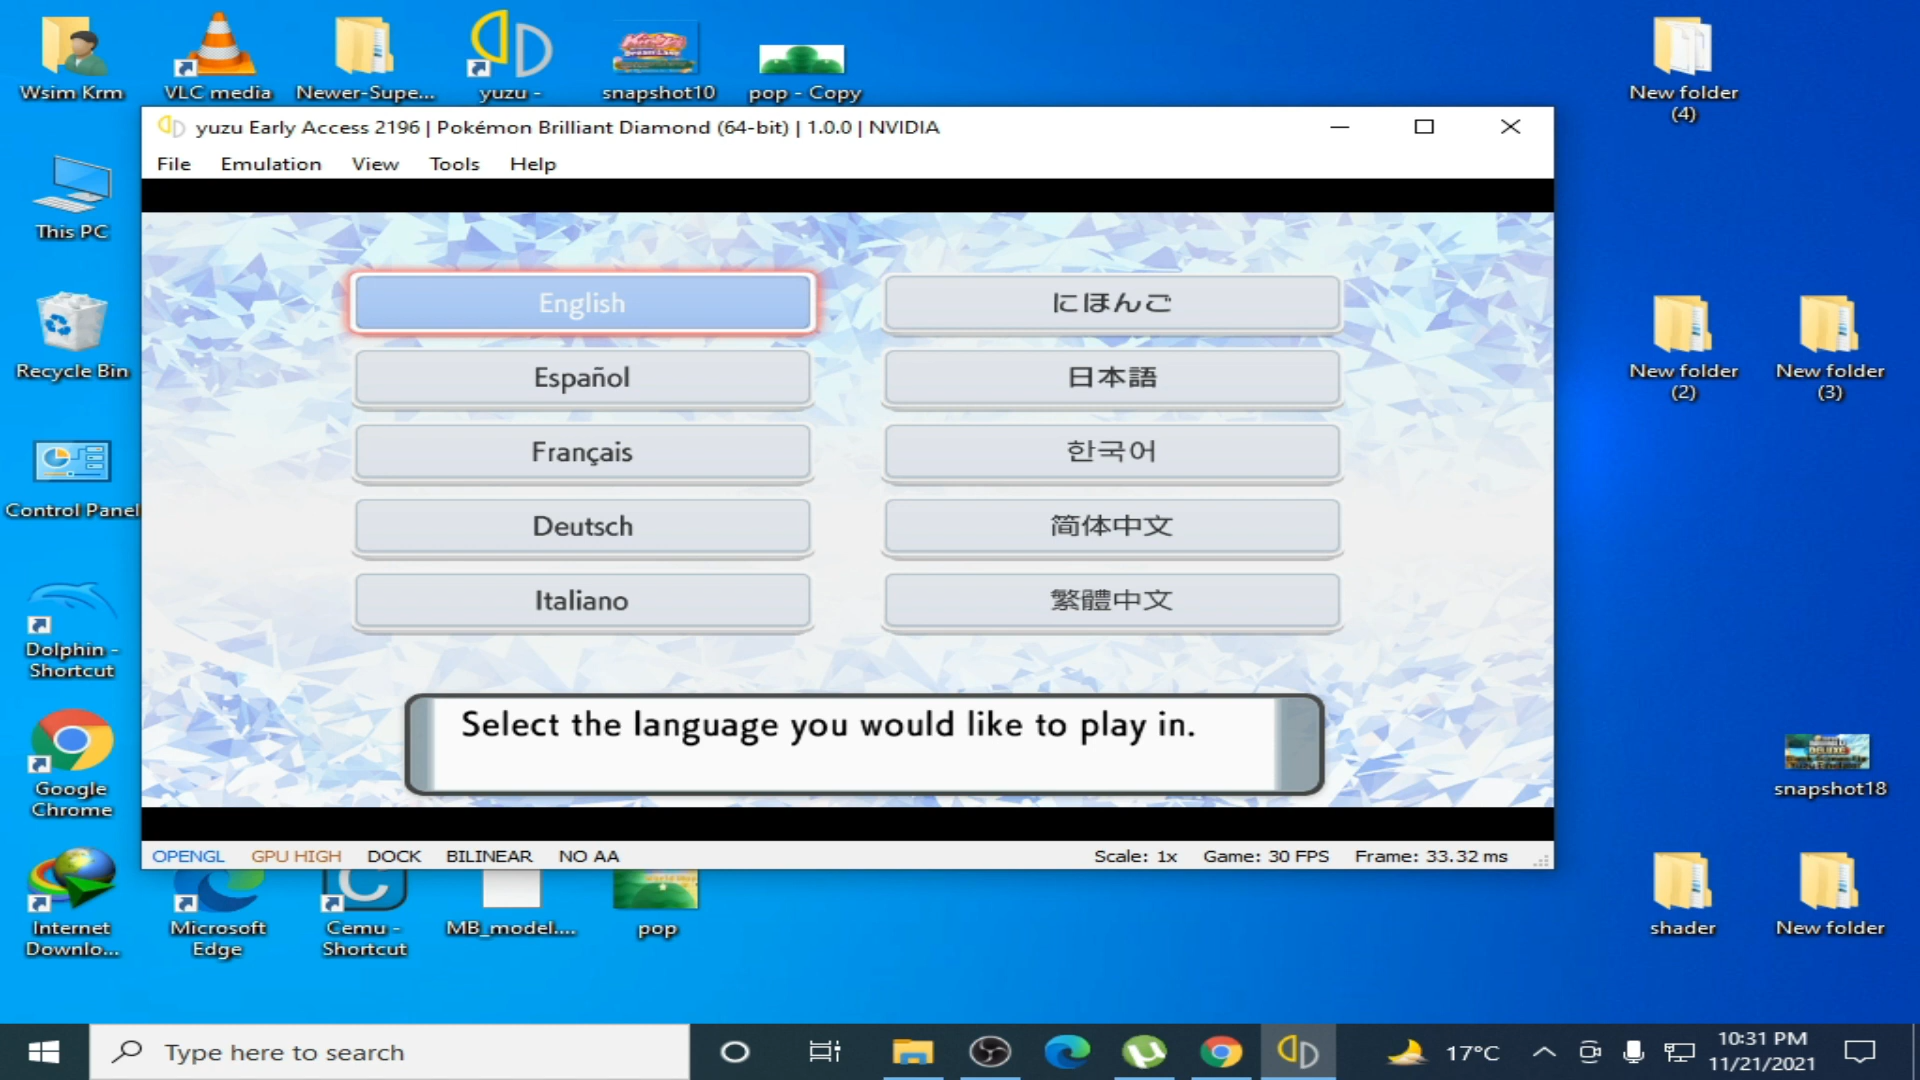 Wsim Krm
VLC media
Newer-Supe...
yuzu -
snapshot10
pop - Copy
New folder
(4)
yuzu Early Access 2196 | Pokémon Brilliant Diamond (64-bit) | 1.0.0 | NVIDIA
File Emulation View Tools Help
This PC
Recycle Bin
Control Panel
Dolphin -
Shortcut
Google
Chrome
English
にほんご
Español
日本語
Français
한국어
Deutsch
简体中文
Italiano
繁體中文
Select the language you would like to play in.
OPENGL GPU HIGH DOCK BILINEAR NO AA
Scale: 1x Game: 30 FPS Frame: 33.32 ms
New folder
(2)
New folder
(3)
snapshot18
Internet
Downlo...
Microsoft
Edge
Cemu -
Shortcut
MB_model....
pop
shader
New folder
Type here to search
17°C
10:31 PM
11/21/2021